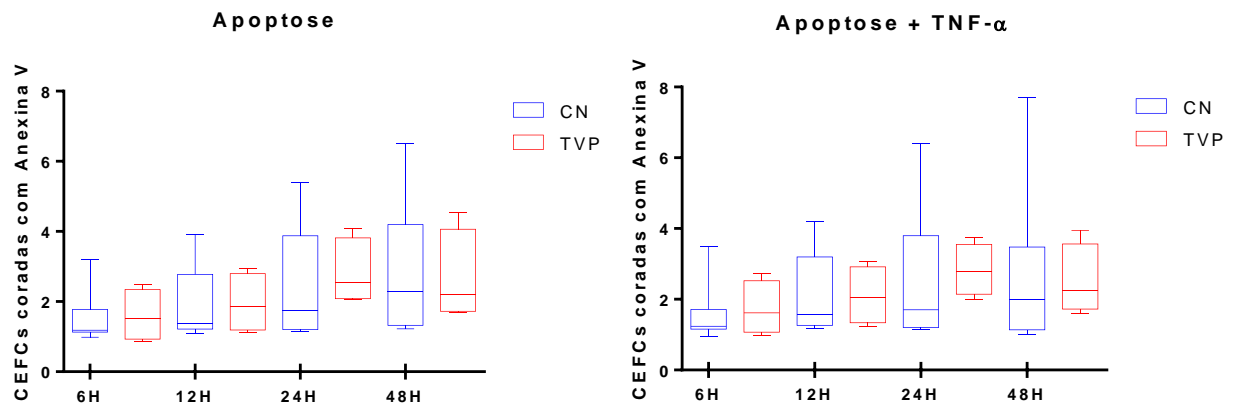 Apoptose
CEFCs coradas com Anexina V
8
6
4
2
0
6H 12H 24H 48H
CN
TVP
Apoptose + TNF-α
CEFCs coradas com Anexina V
8
6
4
2
0
6H 12H 24H 48H
CN
TVP